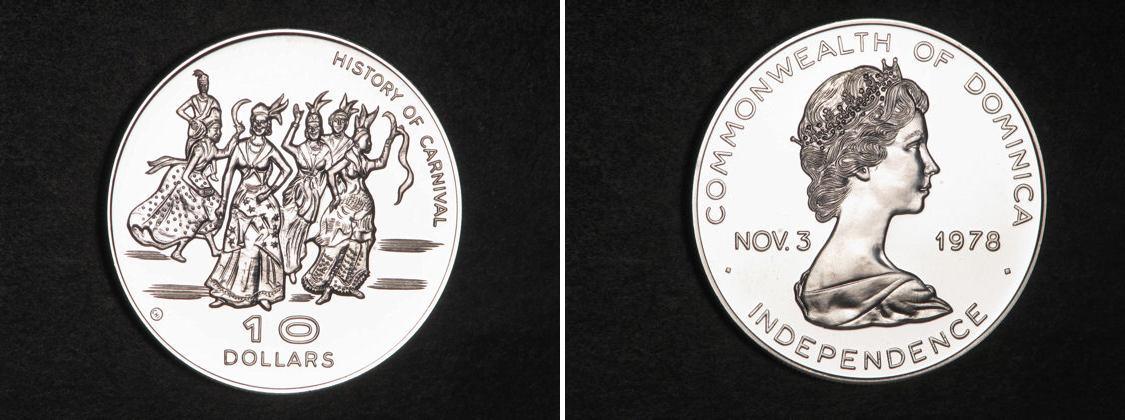 HISTORY OF CARNIVAL
10
DOLLARS
COMMONWEALTH OF DOMINICA
NOV. 3 1978
INDEPENDENCE